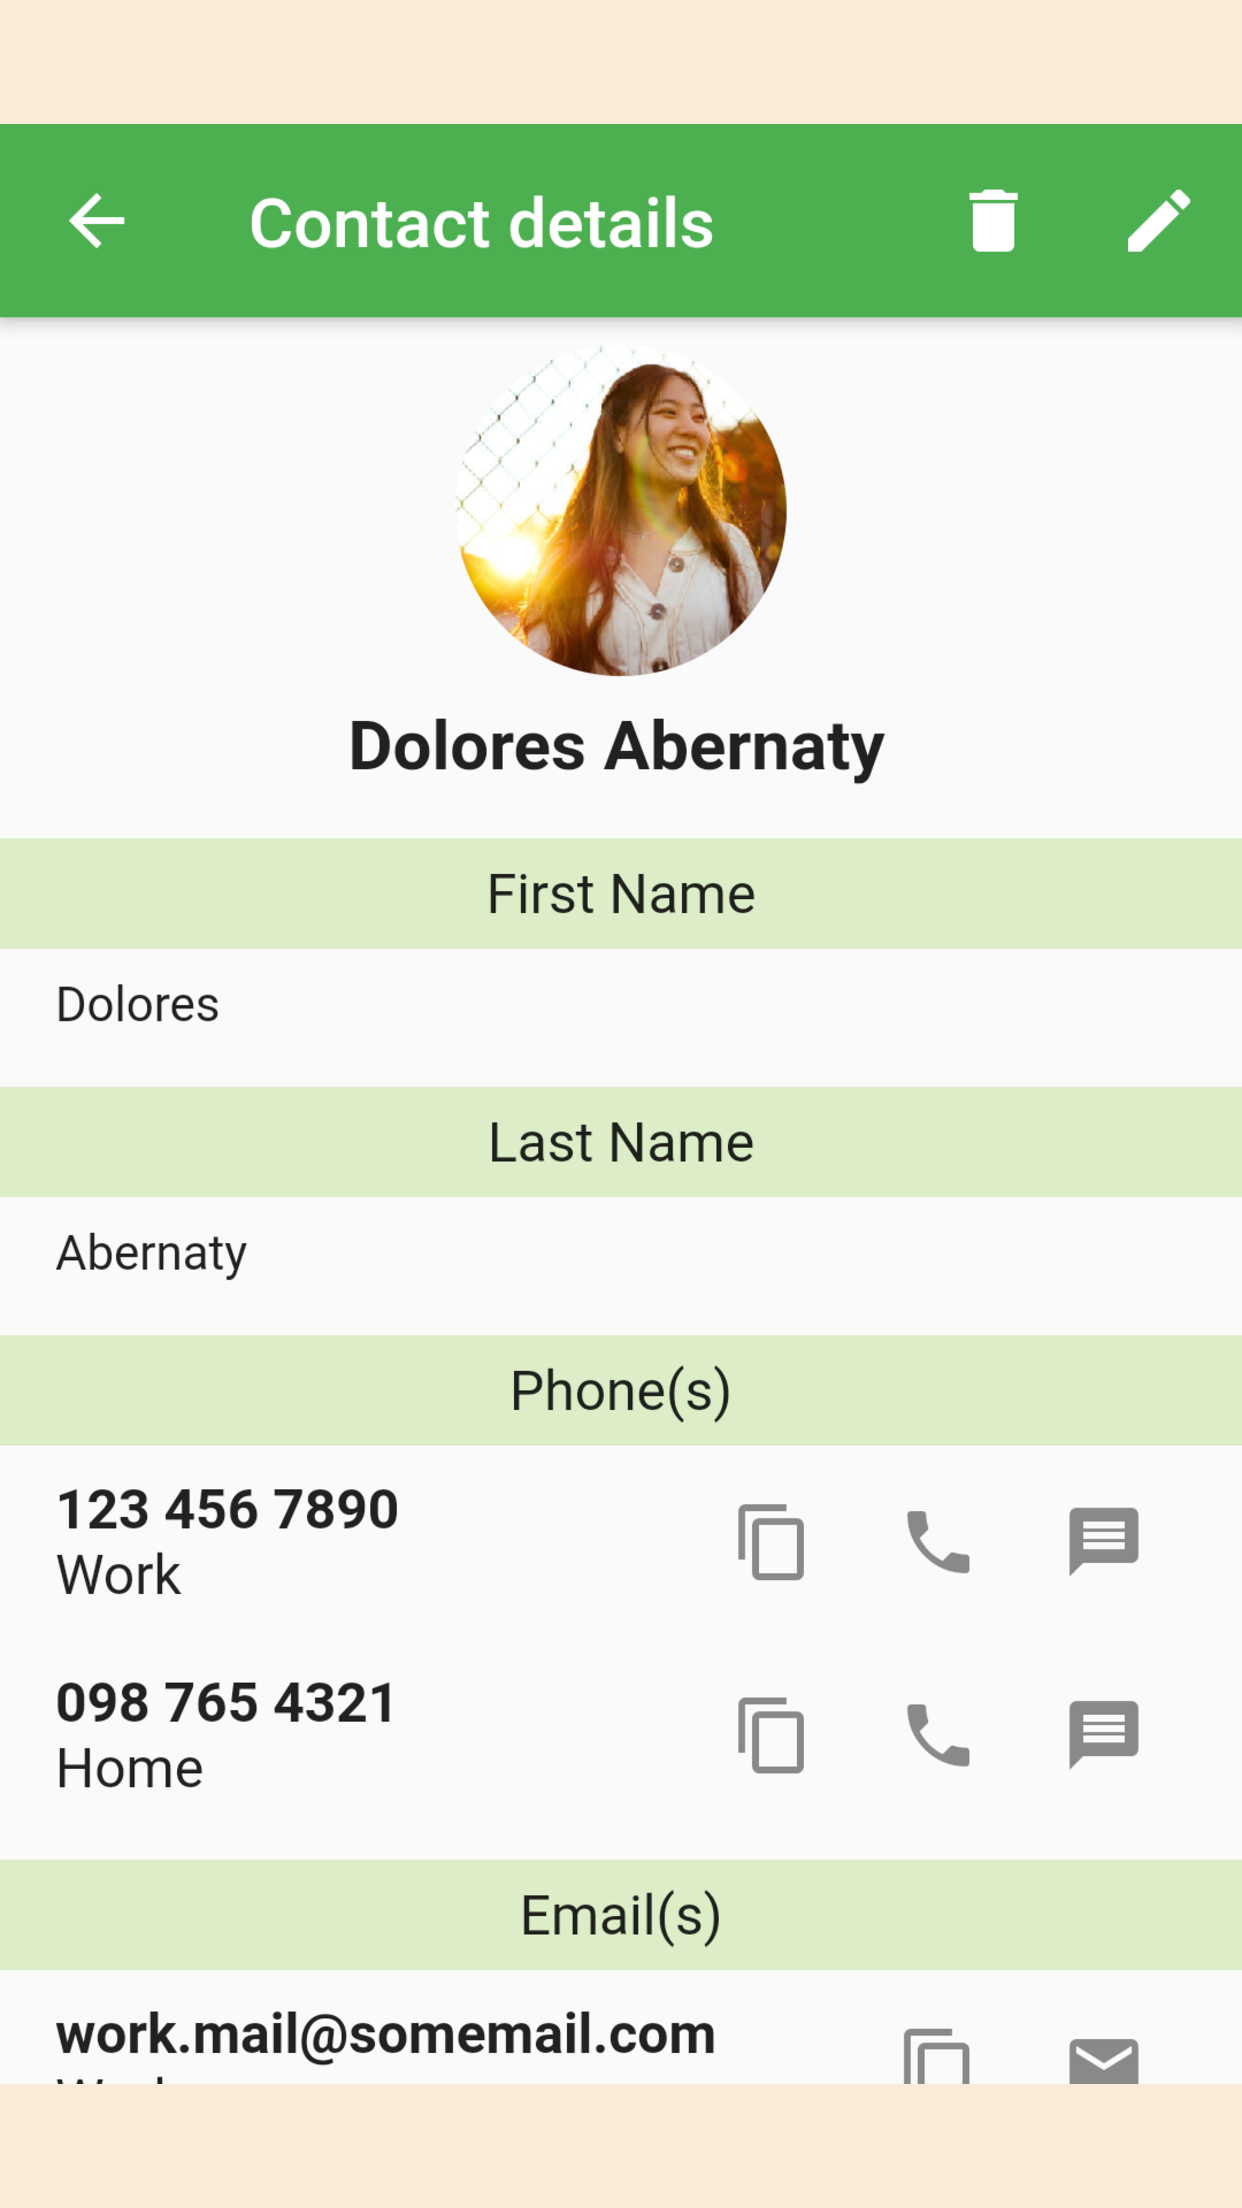 Contact details
Dolores Abernaty
First Name
Dolores
Last Name
Abernaty
Phone(s)
123 456 7890
Work
098 765 4321
Home
Email(s)
work.mail@somemail.com